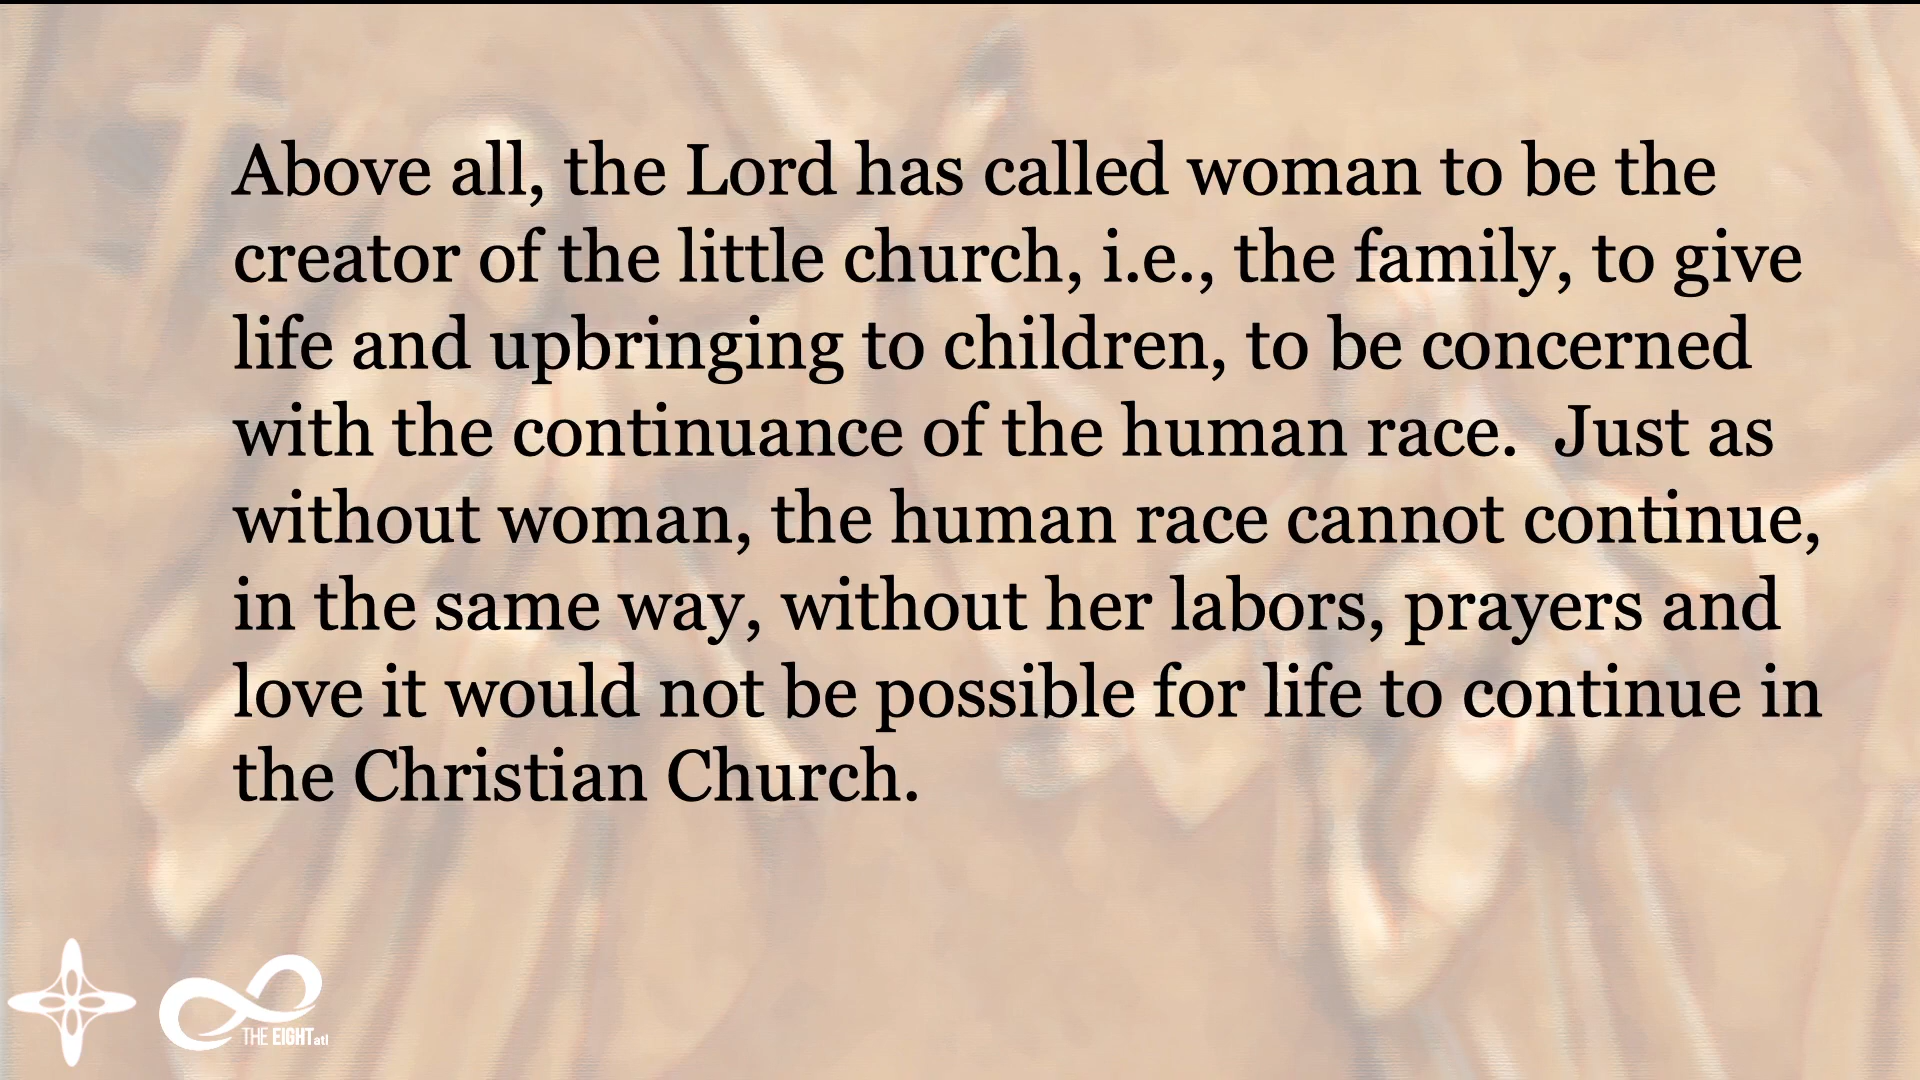 Above all, the Lord has called woman to be the
creator of the little church, i.e., the family, to give
life and upbringing to children, to be concerned
with the continuance of the human race.  Just as
without woman, the human race cannot continue,
in the same way, without her labors, prayers and
love it would not be possible for life to continue in
the Christian Church.
THE EIGHTatl